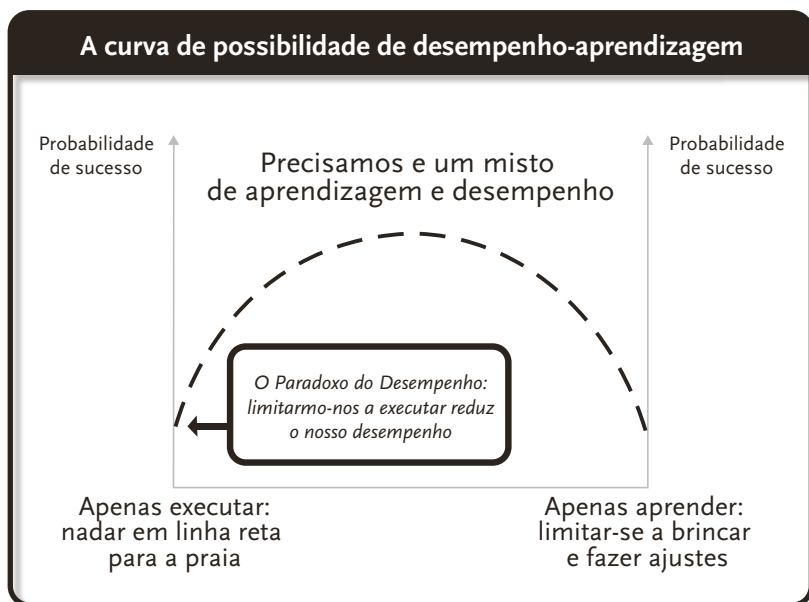 A curva de possibilidade de desempenho-aprendizagem
Probabilidade
de sucesso
Probabilidade
de sucesso
Precisamos e um misto
de aprendizagem e desempenho
O Paradoxo do Desempenho:
limitarmo-nos a executar reduz
o nosso desempenho
Apenas executar:
nadar em linha reta
para a praia
Apenas aprender:
limitar-se a brincar
e fazer ajustes